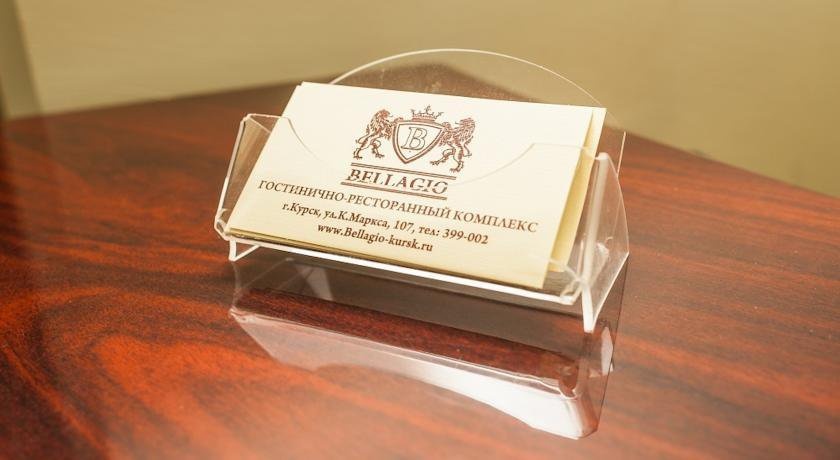 B
BELLAGIO
ГОСТИНИЧНО-РЕСТОРАННЫЙ КОМПЛЕКС
г.Курск, ул.К.Маркса, 107, тел: 399-002
www.Bellagio-kursk.ru